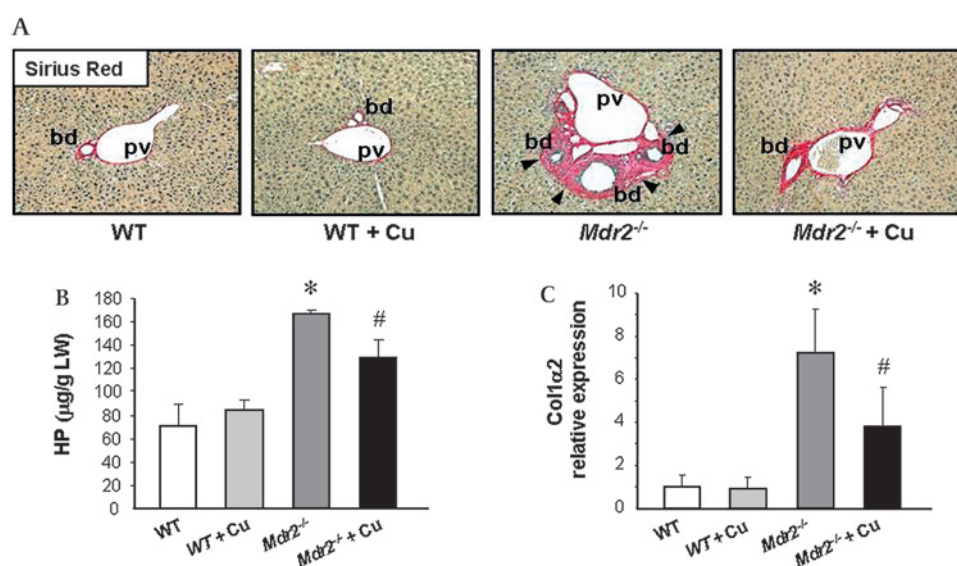 A
Sirius Red
bd
pv
WT
bd
pv
WT + Cu
pv
bd
bd
bd
Mdr2-/-
bd
pv
Mdr2-/- + Cu
B
HP (µg/g LW)
180
160
140
120
100
80
60
40
20
0
*
#
WT
WT + Cu
Mdr2-/-
Mdr2-/- + Cu
C
Col1α2
relative expression
10
8
6
4
2
0
*
#
WT
WT + Cu
Mdr2-/-
Mdr2-/- + Cu